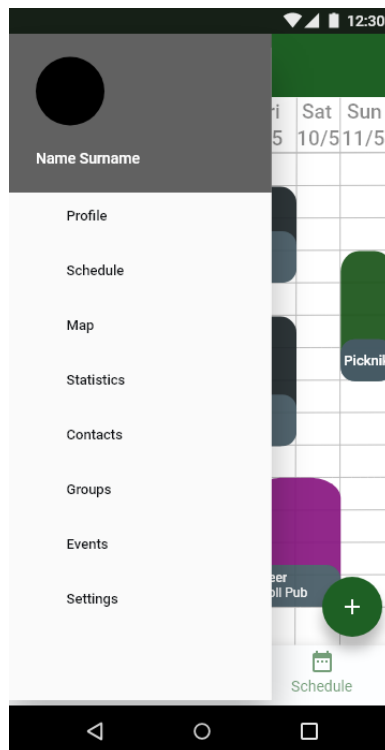 12:30
Name Surname
Profile
Schedule
Map
Statistics
Contacts
Groups
Events
Settings
Sat Sun
5 10/5 11/5
Pub
Schedule